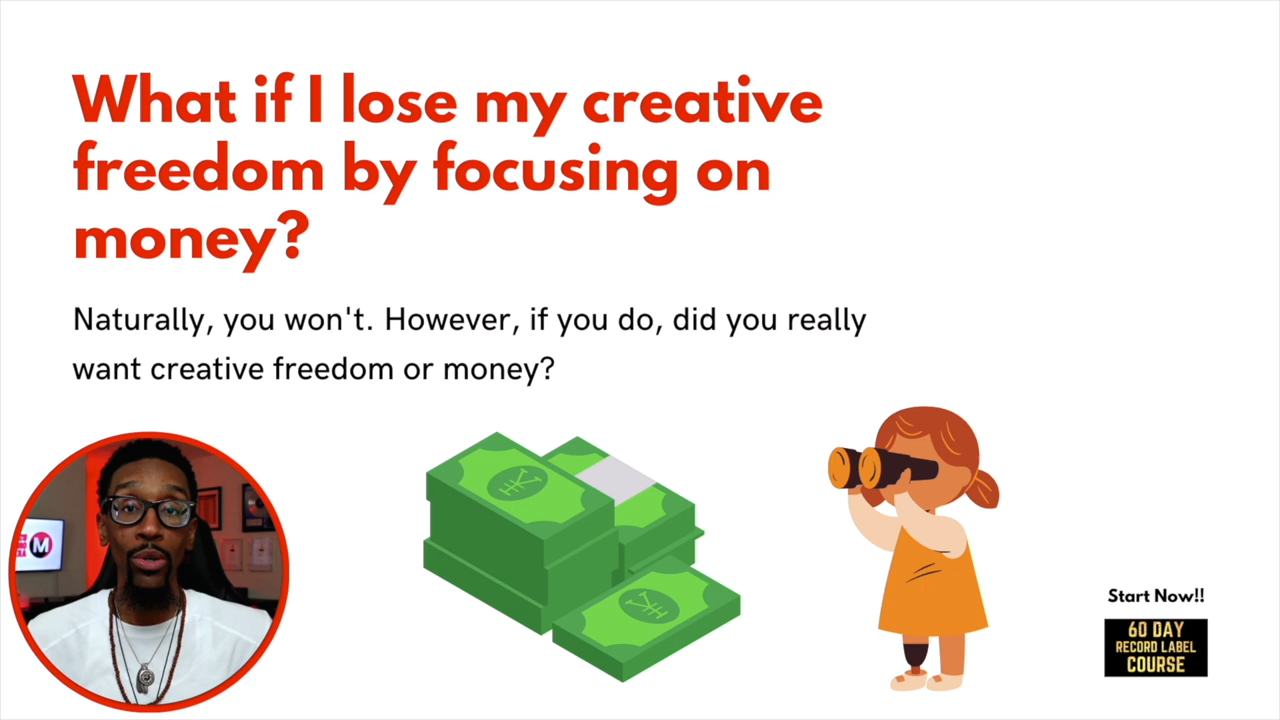 What if I lose my creative
freedom by focusing on
money?
Naturally, you won't. However, if you do, did you really
want creative freedom or money?
M
Start Now!!
60 DAY
RECORD LABEL
COURSE